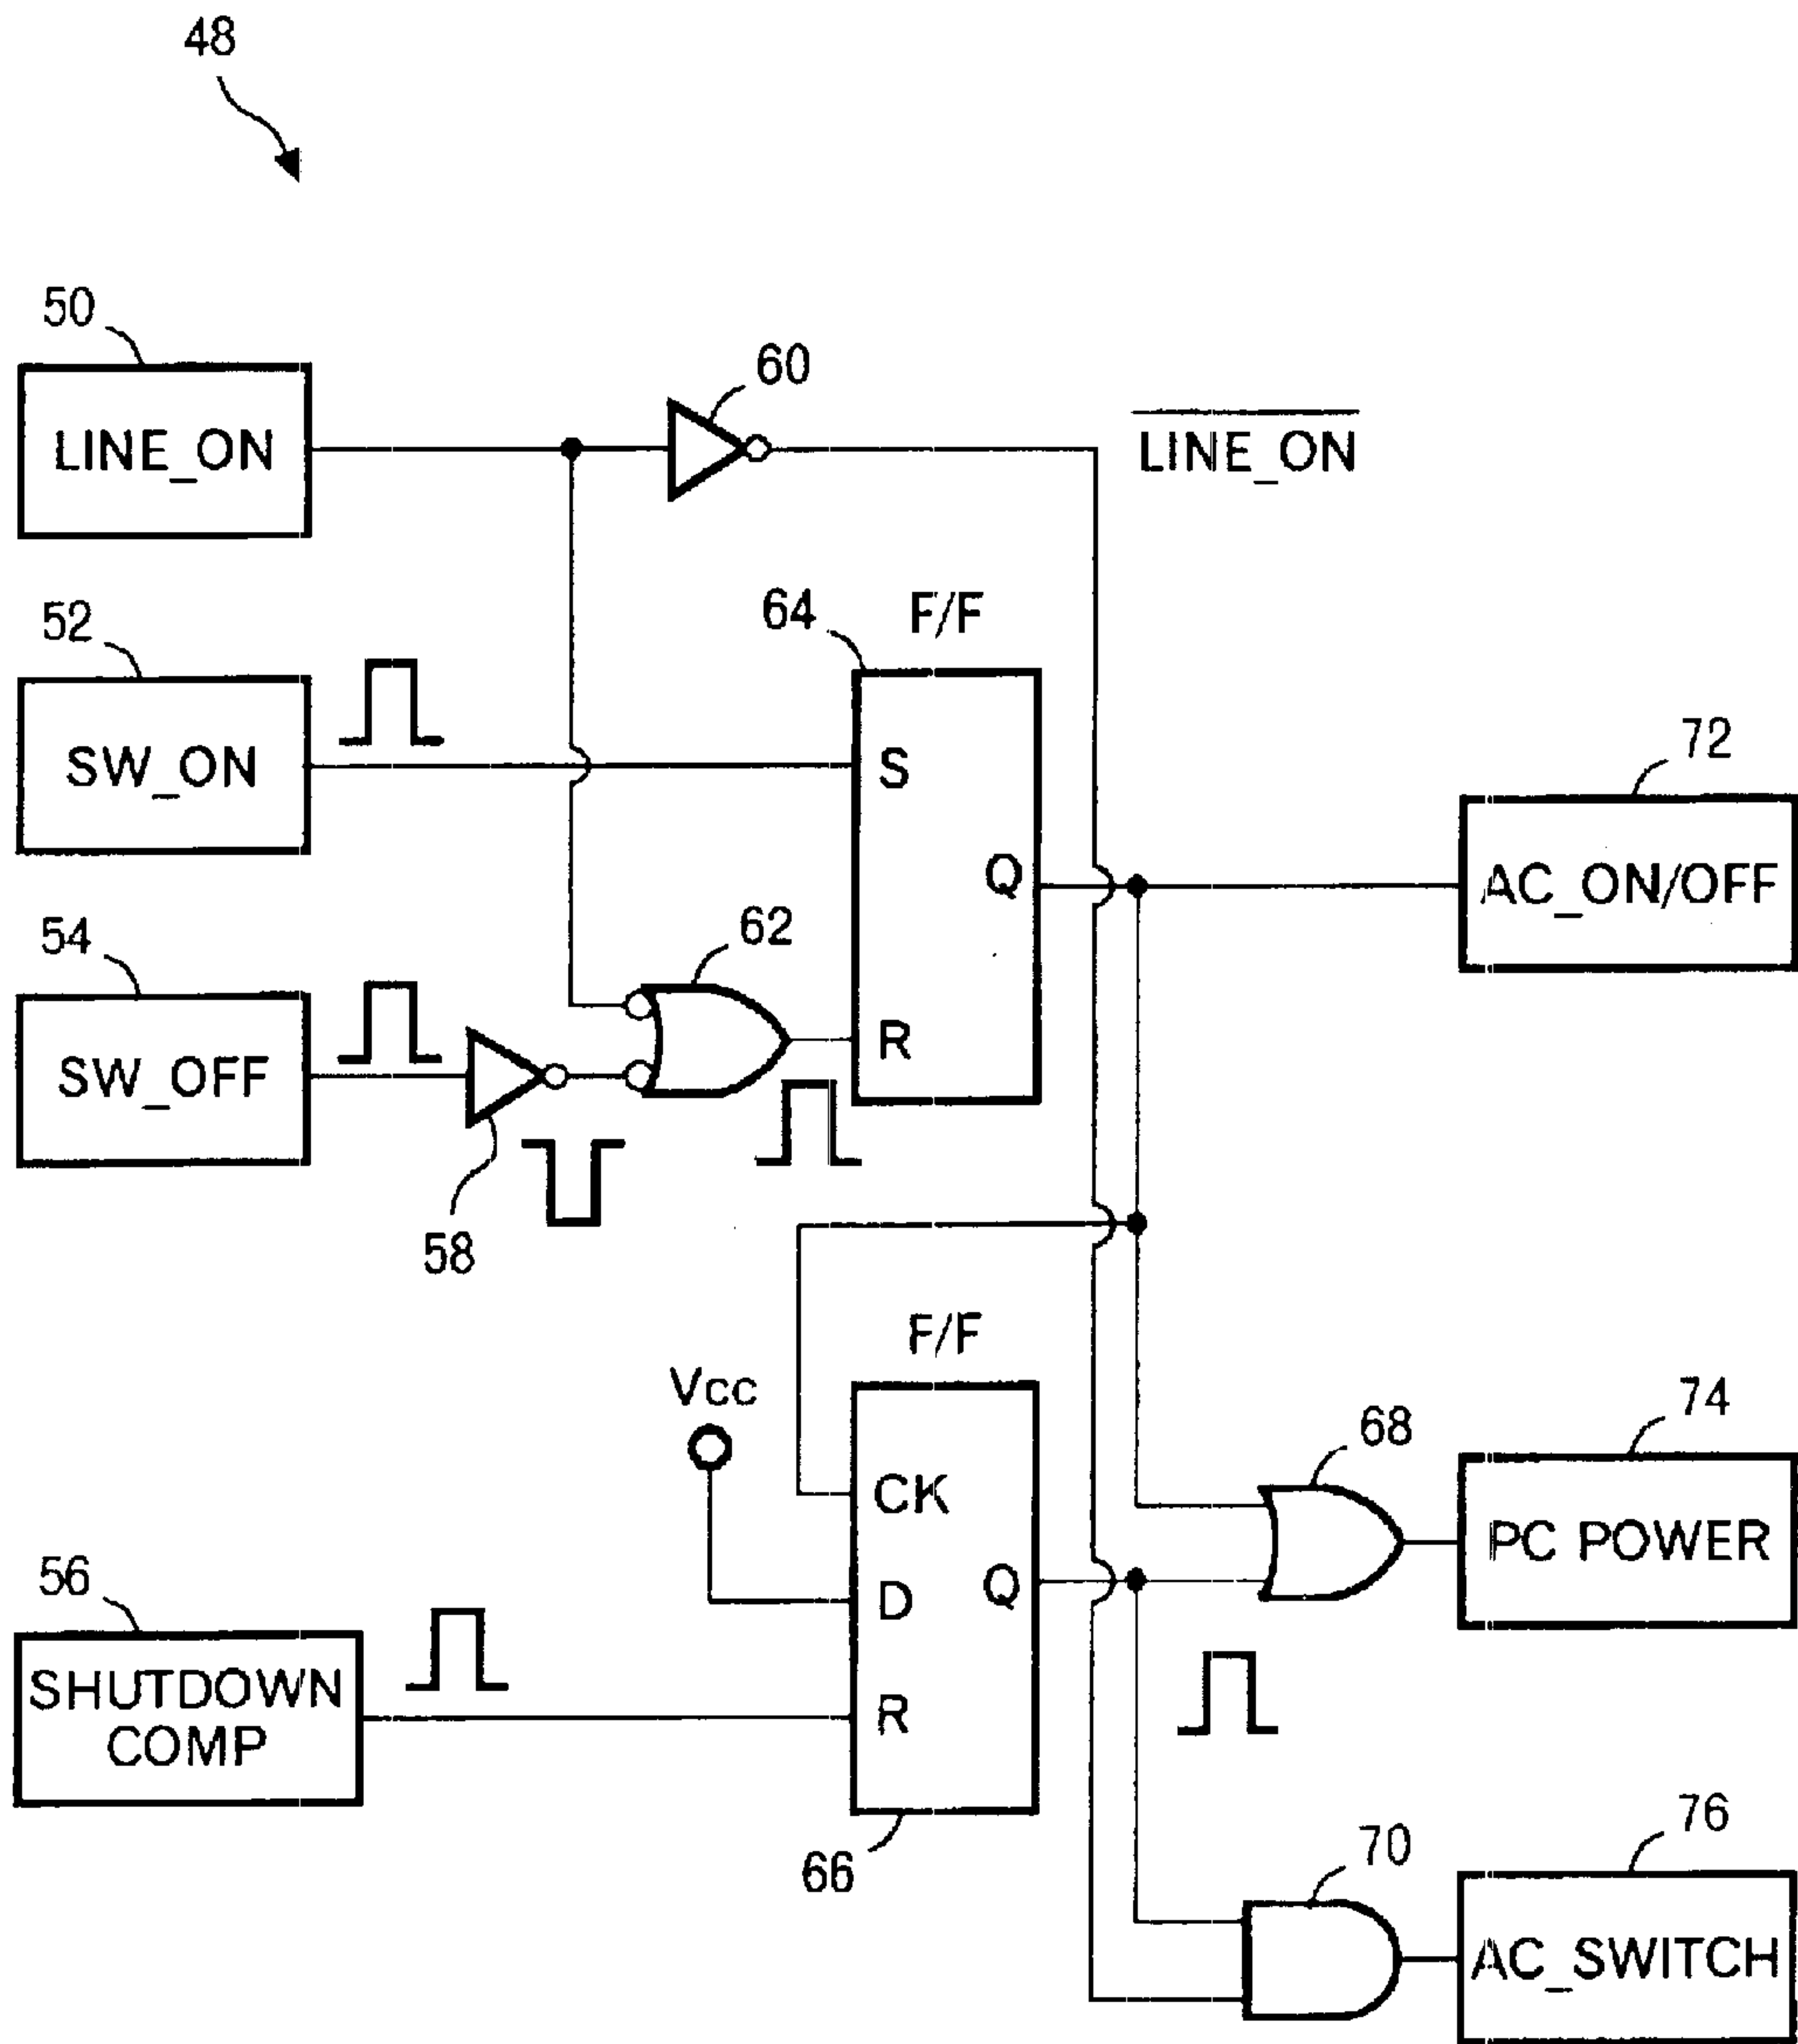 48
50
LINE_ON
60
LINE_ON
52
SW_ON
64
F/F
S
Q
R
72
AC_ON/OFF
54
SW_OFF
62
58
F/F
Vcc
CK
D
Q
R
66
68
74
PC POWER
56
SHUTDOWN
COMP
70
76
AC_SWITCH